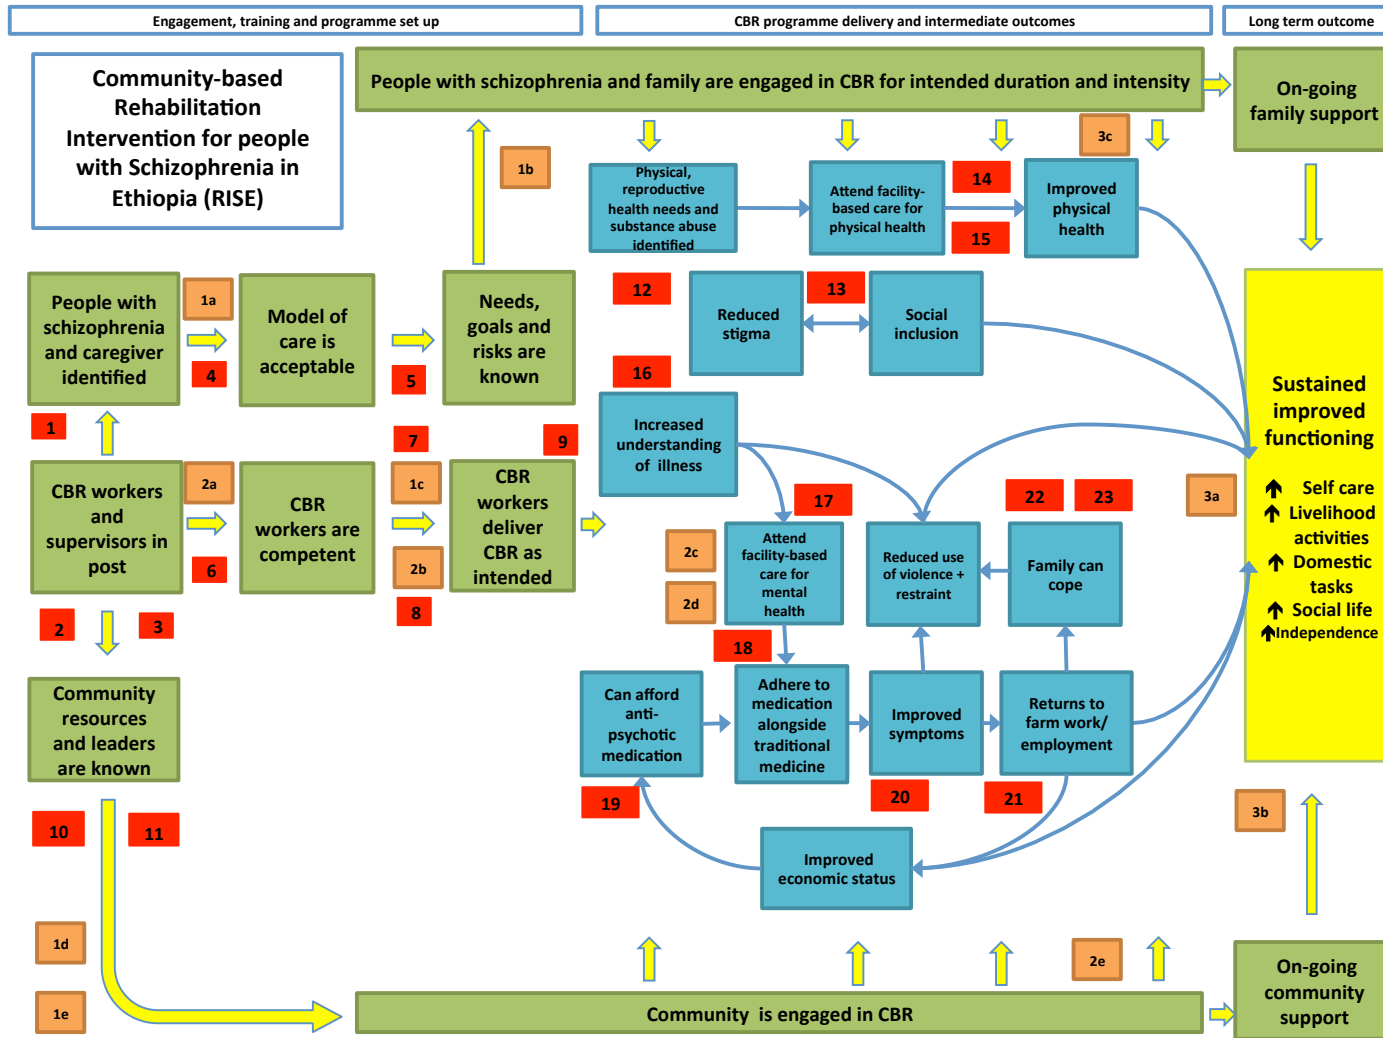 Engagement, training and programme set up
CBR programme delivery and intermediate outcomes
Long term outcome
Community-based
Rehabilitation
Intervention for people
with Schizophrenia in
Ethiopia (RISE)
People with schizophrenia and family are engaged in CBR for intended duration and intensity
On-going
family support
1b
3c
Physical,
reproductive
health needs and
substance abuse
identified
Attend facility-
based care for
physical health
14
15
Improved
physical
health
People with
schizophrenia
and caregiver
identified
1a
4
Model of
care is
acceptable
5
Needs,
goals and
risks are
known
12
Reduced
stigma
13
Social
inclusion
16
Increased
understanding
of illness
1
7
9
CBR workers
and
supervisors in
post
2a
6
CBR
workers are
competent
1c
2b
8
CBR
workers
deliver
CBR as
intended
17
2c
2d
Attend
facility-based
care for
mental
health
18
Reduced use
of violence +
restraint
22
23
Family can
cope
3a
Sustained
improved
functioning
Self care
Livelihood
activities
Domestic
tasks
Social life
Independence
2
3
Community
resources
and leaders
are known
Can afford
anti-
psychotic
medication
19
Adhere to
medication
alongside
traditional
medicine
Improved
symptoms
20
Returns to
farm work/
employment
21
3b
10
11
Improved
economic status
1d
1e
2e
Community is engaged in CBR
On-going
community
support